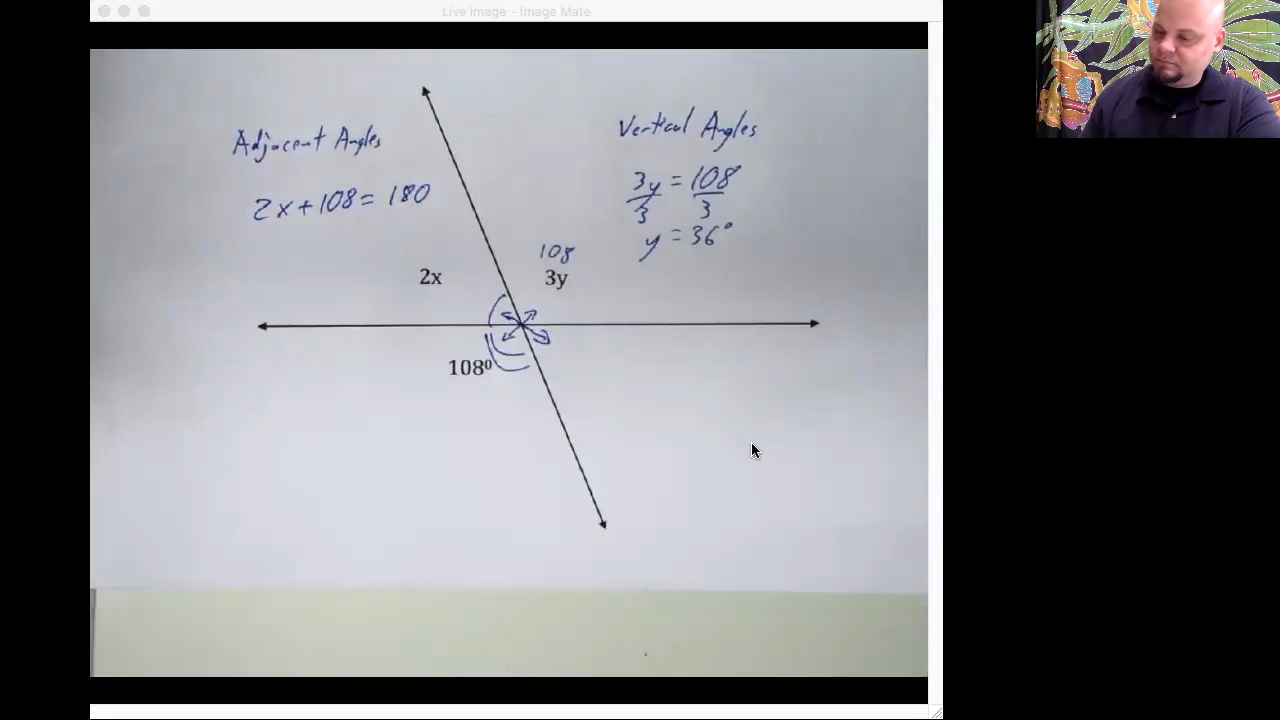 Live image - Image Mate
Adjacent Angles
2x+108= 180
Vertical Angles
3y = 108°
3 3
y = 36°
108
2x
3y
108⁰